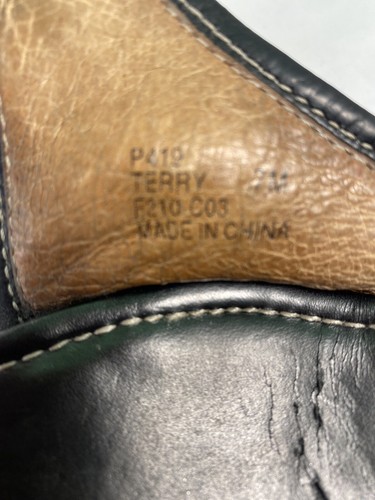 P419
TERRY 7M
F210 C03
MADE IN CHINA